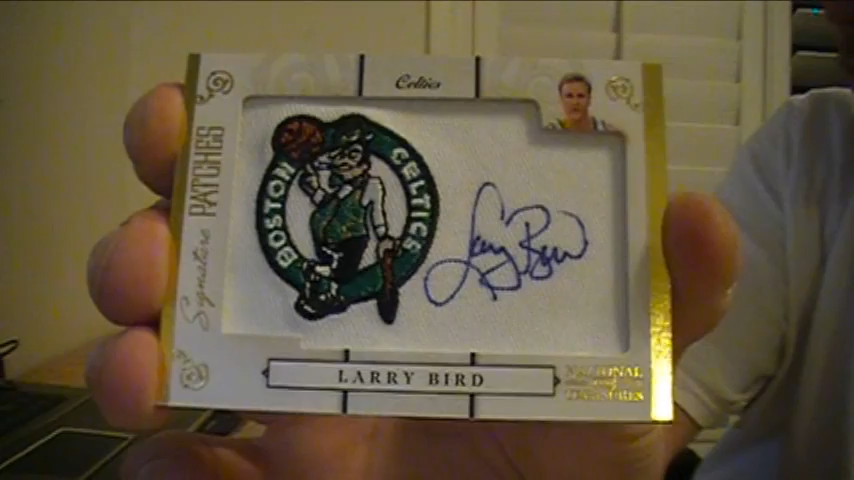 Celtics
Signature PATCHES
BOSTON CELTICS
Larry Bird
LARRY BIRD
NATIONAL
TREASURES